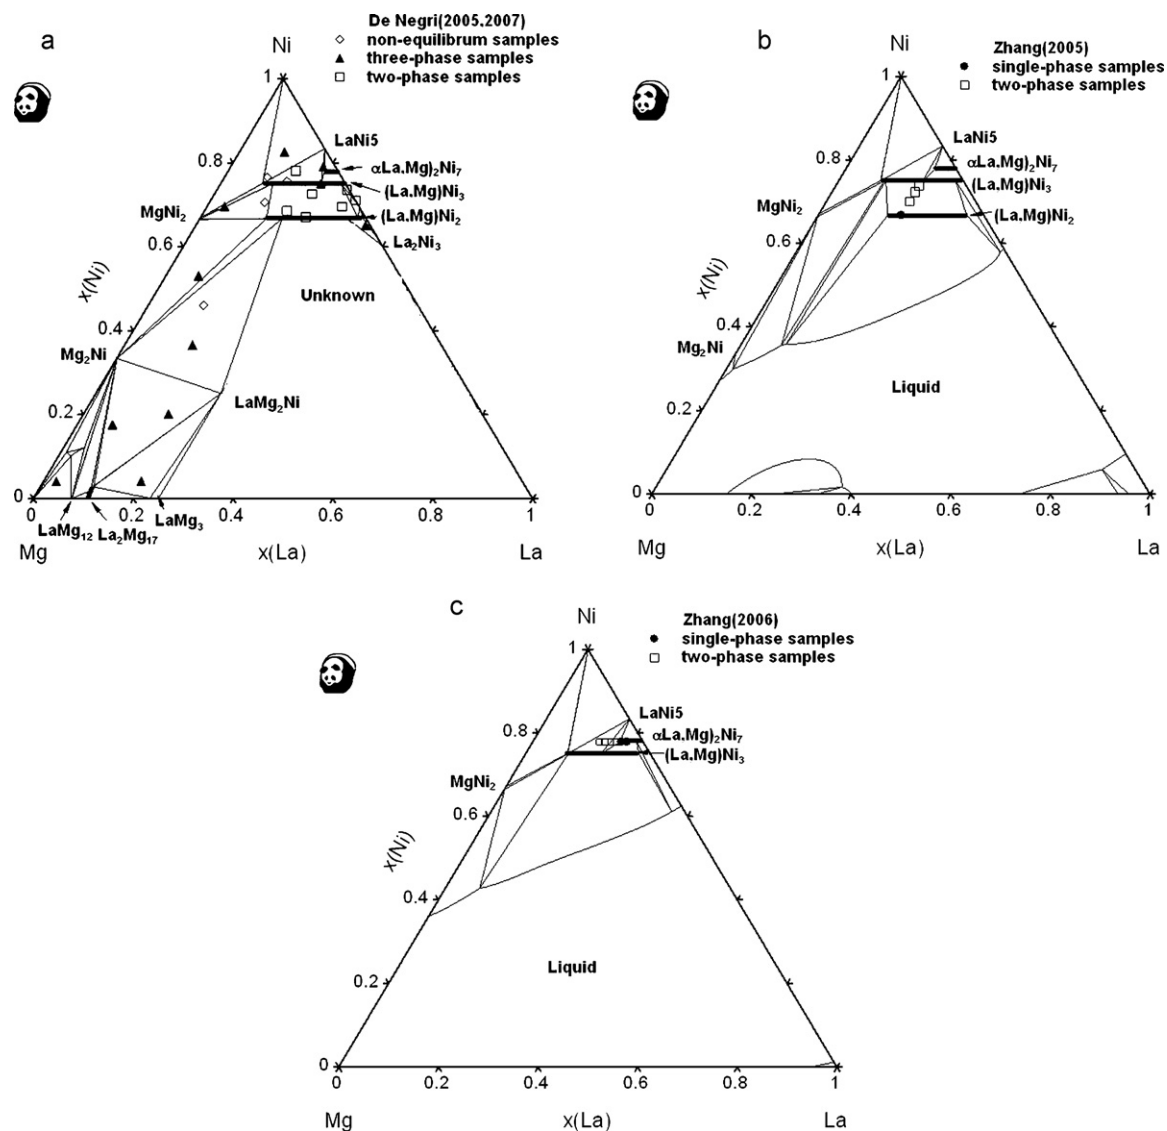 a
De Negri(2005,2007)
non-equilibrum samples
three-phase samples
two-phase samples
Ni
1
LaNi5
0.8
α(La,Mg)₂Ni₇
(La,Mg)Ni₃
MgNi₂
(La,Mg)Ni₂
La₂Ni₃
0.6
x(Ni)
Unknown
0.4
Mg₂Ni
LaMg₂Ni
0.2
0
LaMg₁₂
La₂Mg₁₇
LaMg₃
0
0.2
0.4
0.6
0.8
1
Mg
x(La)
La
b
Zhang(2005)
single-phase samples
two-phase samples
Ni
1
LaNi5
0.8
αLa,Mg)₂Ni₇
(La,Mg)Ni₃
MgNi₂
(La,Mg)Ni₂
0.6
x(Ni)
0.4
Mg₂Ni
Liquid
0.2
0
0
0.2
0.4
0.6
0.8
1
Mg
x(La)
La
c
Zhang(2006)
single-phase samples
two-phase samples
Ni
1
LaNi5
0.8
αLa,Mg)₂Ni₇
(La,Mg)Ni₃
MgNi₂
0.6
x(Ni)
0.4
Liquid
0.2
0
0
0.2
0.4
0.6
0.8
1
Mg
x(La)
La